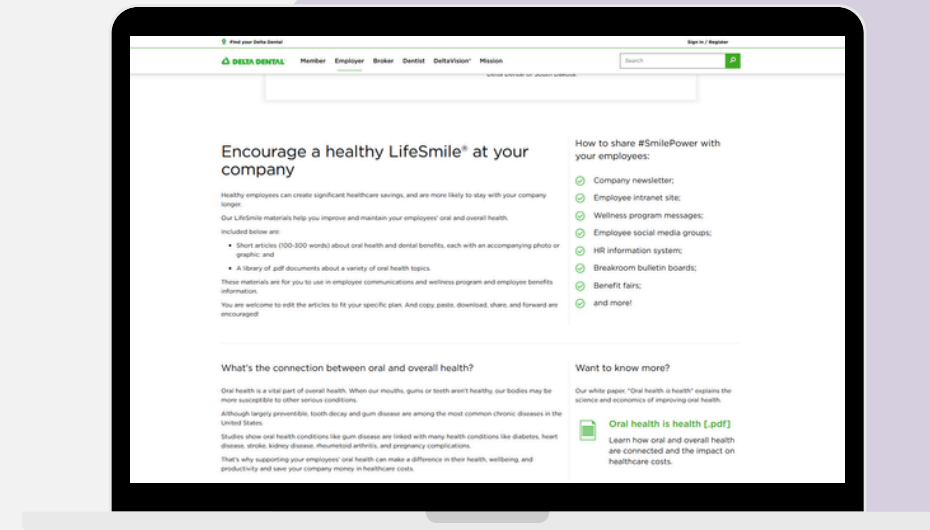 Find your Delta Dental
Sign in / Register
DELTA DENTAL
Member Employer Broker Dentist DeltaVision® Mission
Search
Delta Dental of South Dakota.
Encourage a healthy LifeSmile® at your
company
Healthy employees can create significant healthcare savings, and are more likely to stay with your company
longer.
Our LifeSmile materials help you improve and maintain your employees' oral and overall health.
Included below are:
• Short articles (100-300 words) about oral health and dental benefits, each with an accompanying photo or
graphic: and
• A library of .pdf documents about a variety of oral health topics.
These materials are for you to use in employee communications and wellness program and employee benefits
information.
You are welcome to edit the articles to fit your specific plan. And copy, paste, download, share, and forward are
encouraged!
How to share #SmilePower with
your employees:
Company newsletter;
Employee intranet site;
Wellness program messages;
Employee social media groups;
HR information system;
Breakroom bulletin boards;
Benefit fairs;
and more!
What's the connection between oral and overall health?
Oral health is a vital part of overall health. When our mouths, gums or teeth aren't healthy, our bodies may be
more susceptible to other serious conditions.
Although largely preventible, tooth decay and gum disease are among the most common chronic diseases in the
United States.
Studies show oral health conditions like gum disease are linked with many health conditions like diabetes, heart
disease, stroke, kidney disease, rheumetoid arthritis, and pregnancy complications.
That's why supporting your employees' oral health can make a difference in their health, wellbeing, and
productivity and save your company money in healthcare costs.
Want to know more?
Our white paper, "Oral health is health" explains the
science and economics of improving oral health.
Oral health is health [.pdf]
Learn how oral and overall health
are connected and the impact on
healthcare costs.